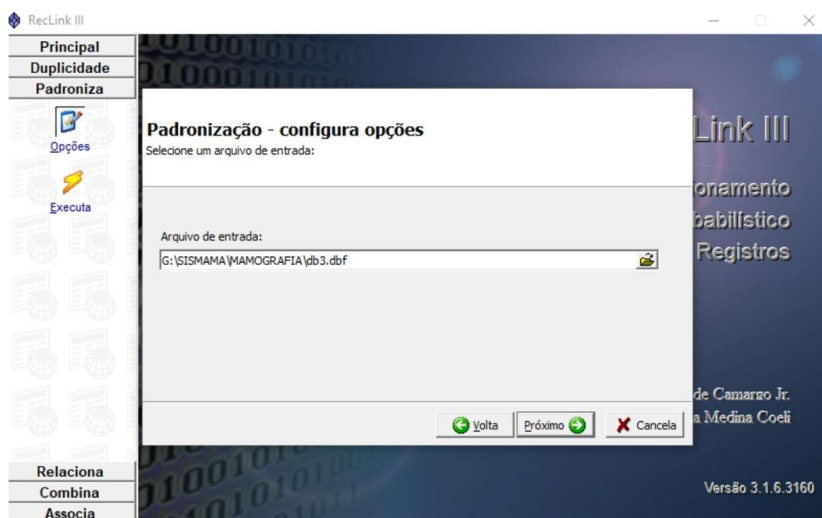 RecLink III
Principal
Duplicidade
Padroniza
Opções
Executa
Relaciona
Combina
Associa
Padronização - configura opções
Selecione um arquivo de entrada:
Arquivo de entrada:
G:\SISMAMA\MAMOGRAFIA\db3.dbf
Volta
Próximo
Cancela
Link III
onamento
babilístico
Registros
de Camargo Jr.
a Medina Coeli
Versão 3.1.6.3160